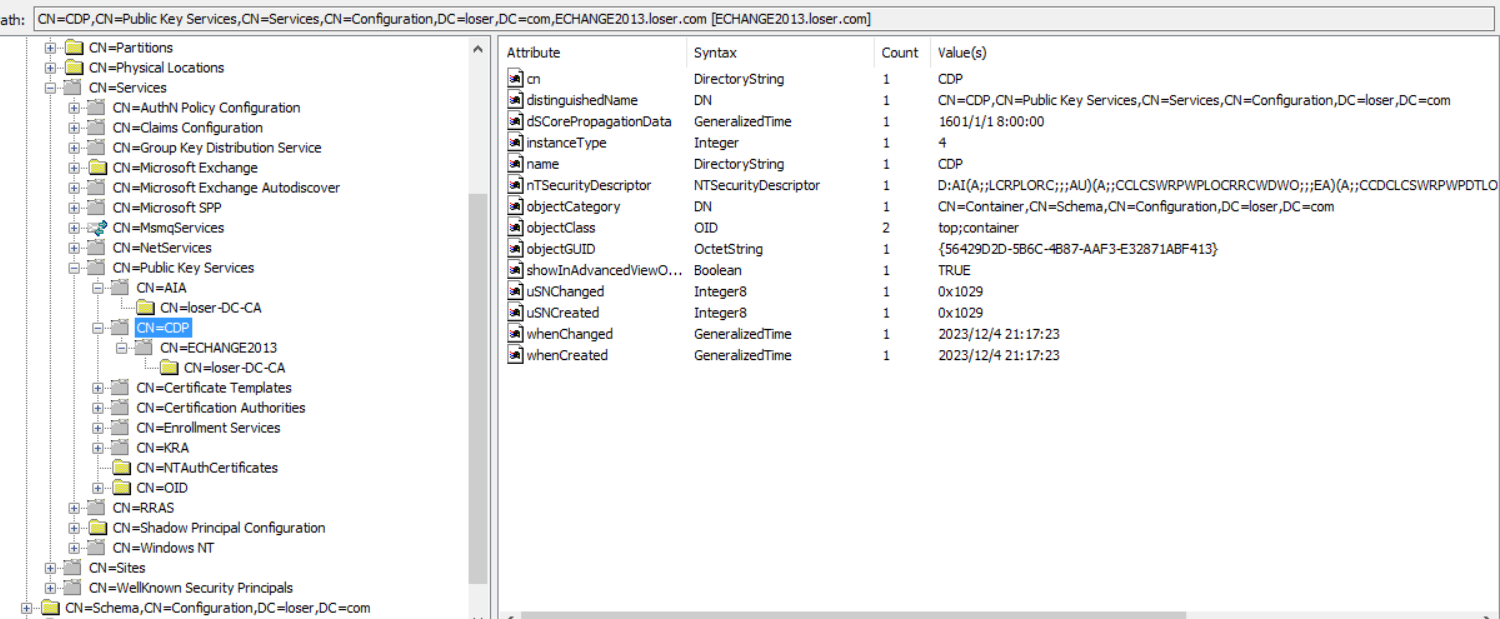 ath: CN=CDP,CN=Public Key Services,CN=Services,CN=Configuration,DC=loser,DC=com,ECHANGE2013.loser.com [ECHANGE2013.loser.com]
CN=Partitions
CN=Physical Locations
CN=Services
CN=AuthN Policy Configuration
CN=Claims Configuration
CN=Group Key Distribution Service
CN=Microsoft Exchange
CN=Microsoft Exchange Autodiscover
CN=Microsoft SPP
CN=MsmqServices
CN=NetServices
CN=Public Key Services
CN=AIA
CN=loser-DC-CA
CN=CDP
CN=ECHANGE2013
CN=loser-DC-CA
CN=Certificate Templates
CN=Certification Authorities
CN=Enrollment Services
CN=KRA
CN=NTAuthCertificates
CN=OID
CN=RRAS
CN=Shadow Principal Configuration
CN=Windows NT
CN=Sites
CN=WellKnown Security Principals
CN=Schema,CN=Configuration,DC=loser,DC=com
Attribute Syntax Count Value(s)
cn DirectoryString 1 CDP
distinguishedName DN 1 CN=CDP,CN=Public Key Services,CN=Services,CN=Configuration,DC=loser,DC=com
dSCorePropagationData GeneralizedTime 1 1601/1/1 8:00:00
instanceType Integer 1 4
name DirectoryString 1 CDP
nTSecurityDescriptor NTSecurityDescriptor 1 D:AI(A;;LCRPLORC;;;AU)(A;;CCLCSWRPWPLOCRRCWDWO;;;EA)(A;;CCDCLCSWRPWPDTLO
objectCategory DN 1 CN=Container,CN=Schema,CN=Configuration,DC=loser,DC=com
objectClass OID 2 top;container
objectGUID OctetString 1 {56429D2D-5B6C-4B87-AAF3-E32871ABF413}
showInAdvancedViewO... Boolean 1 TRUE
uSNChanged Integer8 1 0x1029
uSNCreated Integer8 1 0x1029
whenChanged GeneralizedTime 1 2023/12/4 21:17:23
whenCreated GeneralizedTime 1 2023/12/4 21:17:23